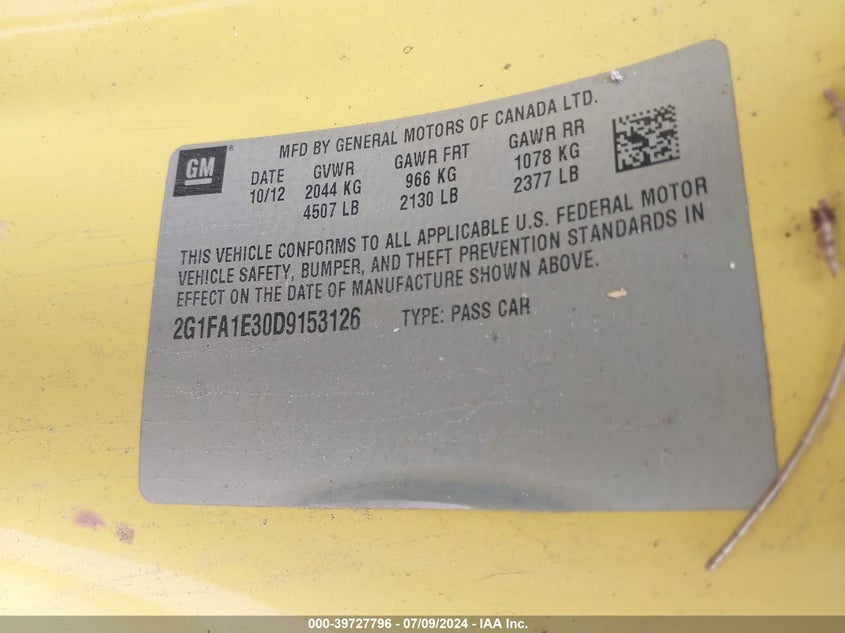 MFD BY GENERAL MOTORS OF CANADA LTD.
GM ®
DATE GVWR GAWR FRT GAWR RR
10/12 2044 KG 966 KG 1078 KG
4507 LB 2130 LB 2377 LB
THIS VEHICLE CONFORMS TO ALL APPLICABLE U.S. FEDERAL MOTOR
VEHICLE SAFETY, BUMPER, AND THEFT PREVENTION STANDARDS IN
EFFECT ON THE DATE OF MANUFACTURE SHOWN ABOVE.
2G1FA1E30D9153126 TYPE: PASS CAR
000-39727796 - 07/09/2024 - IAA Inc.